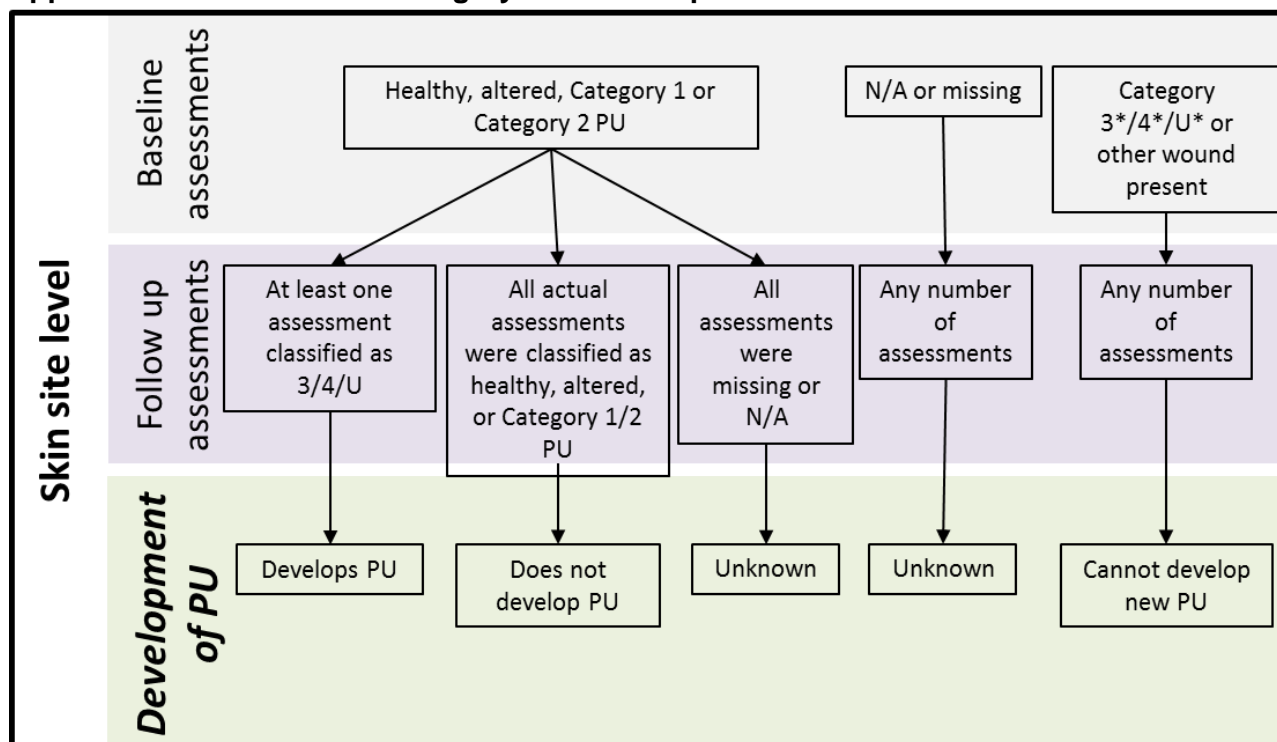 Skin site level
Baseline
assessments
Healthy, altered, Category 1 or
Category 2 PU
N/A or missing
Category
3*/4*/U* or
other wound
present
Follow up
assessments
At least one
assessment
classified as
3/4/U
All actual
assessments
were classified as
healthy, altered,
or Category 1/2
PU
All
assessments
were
missing or
N/A
Any number
of
assessments
Any number
of
assessments
Development
of PU
Develops PU
Does not
develop PU
Unknown
Unknown
Cannot develop
new PU